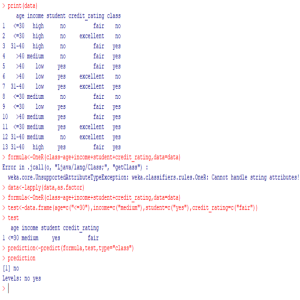 > print(data)
age income student credit_rating class
1 <=30 high no fair no
2 <=30 high no excellent no
3 31-40 high no fair yes
4 >40 medium no fair yes
5 >40 low yes fair yes
6 >40 low yes excellent no
7 31-40 low yes excellent yes
8 <=30 medium no fair no
9 <=30 low yes fair yes
10 >40 medium yes fair yes
11 <=30 medium yes excellent yes
12 31-40 medium no excellent yes
13 31-40 high yes fair yes
> formula(-OneR(class~age+income+student+credit_rating,data=data)
Error in .jcall(o, "Ljava/lang/Class;", "getClass") :
weka.core.UnsupportedAttributeTypeException: weka.classifiers.rules.OneR: Cannot handle string attributes!
> data<-lapply(data,as.factor)
> formula<-OneR(class~age+income+student+credit_rating,data=data)
> test<-data.frame(age=c("<=30"),income=c("medium"),student=c("yes"),credit_rating=c("fair"))
> test
age income student credit_rating
1 <=30 medium yes fair
> prediction<-predict(formula,test,type="class")
> prediction
[1] no
Levels: no yes
>